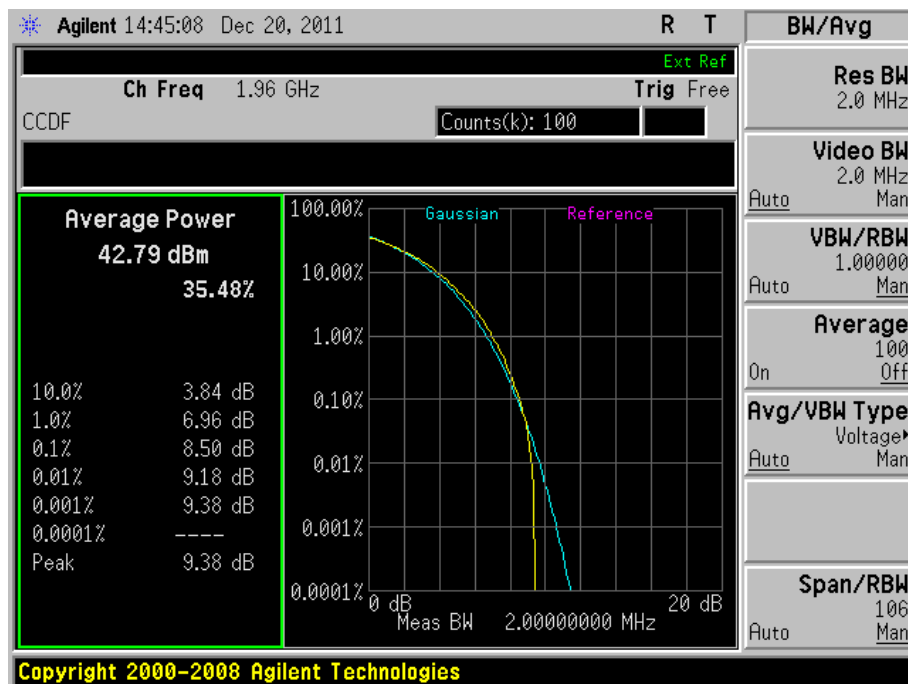 Agilent 14:45:08 Dec 20, 2011 R T
Ext Ref
Ch Freq 1.96 GHz Trig Free
CCDF
Counts(k): 100
Average Power
42.79 dBm
35.48%
10.0% 3.84 dB
1.0% 6.96 dB
0.1% 8.50 dB
0.01% 9.18 dB
0.001% 9.38 dB
0.0001% ----
Peak 9.38 dB
Gaussian Reference
100.00%
10.00%
1.00%
0.10%
0.01%
0.001%
0.0001%
0 dB 20 dB
Meas BW 2.00000000 MHz
BW/Avg
Res BW
2.0 MHz
Video BW
2.0 MHz
Auto Man
VBW/RBW
1.00000
Auto Man
Average
100
On Off
Avg/VBW Type
Voltage
Auto Man
Span/RBW
106
Auto Man
Copyright 2000-2008 Agilent Technologies